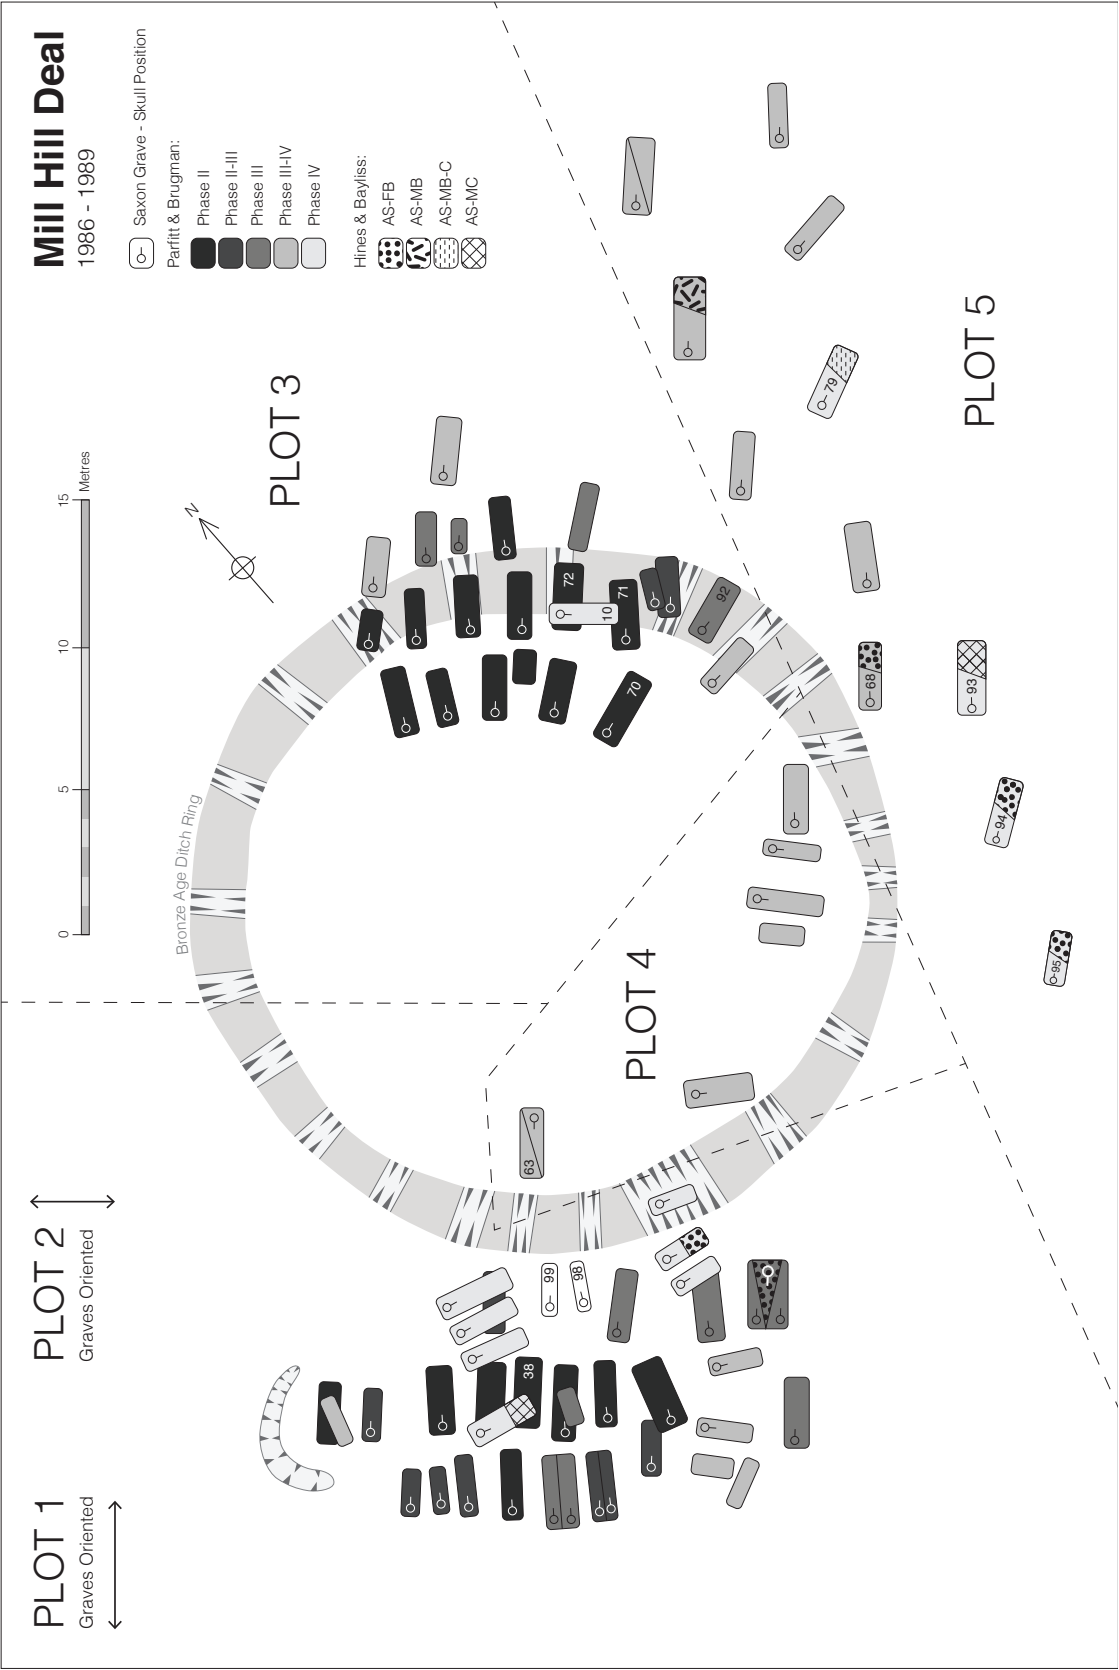 Mill Hill Deal
1986 - 1989
Saxon Grave - Skull Position
Parfitt & Brugman:
Phase II
Phase II-III
Phase III
Phase III-IV
Phase IV
Hines & Bayliss:
AS-FB
AS-MB
AS-MB-C
AS-MC
0
5
10
15
Metres
N
Bronze Age Ditch Ring
PLOT 1
Graves Oriented
PLOT 2
Graves Oriented
PLOT 3
PLOT 4
PLOT 5
72
10
71
70
92
79
68
93
94
95
63
99
98
38